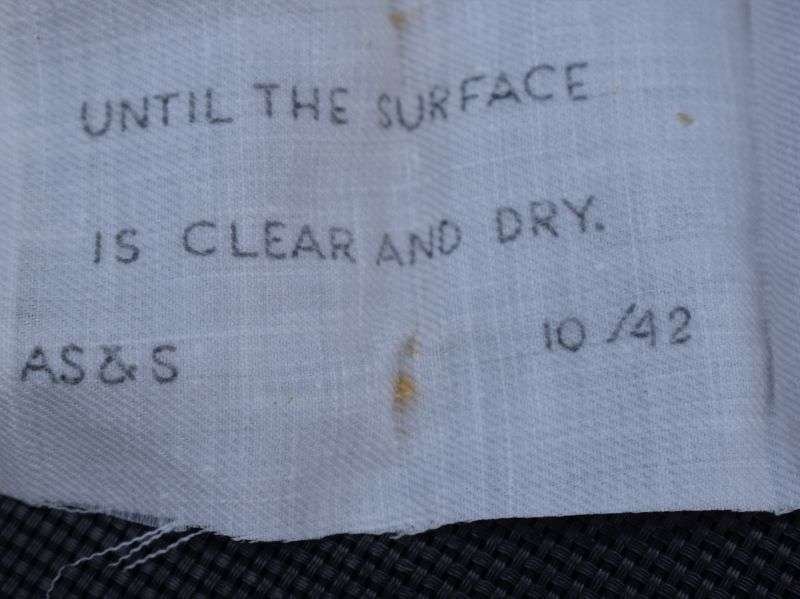 UNTIL THE SURFACE
IS CLEAR AND DRY.
AS&S 10/42